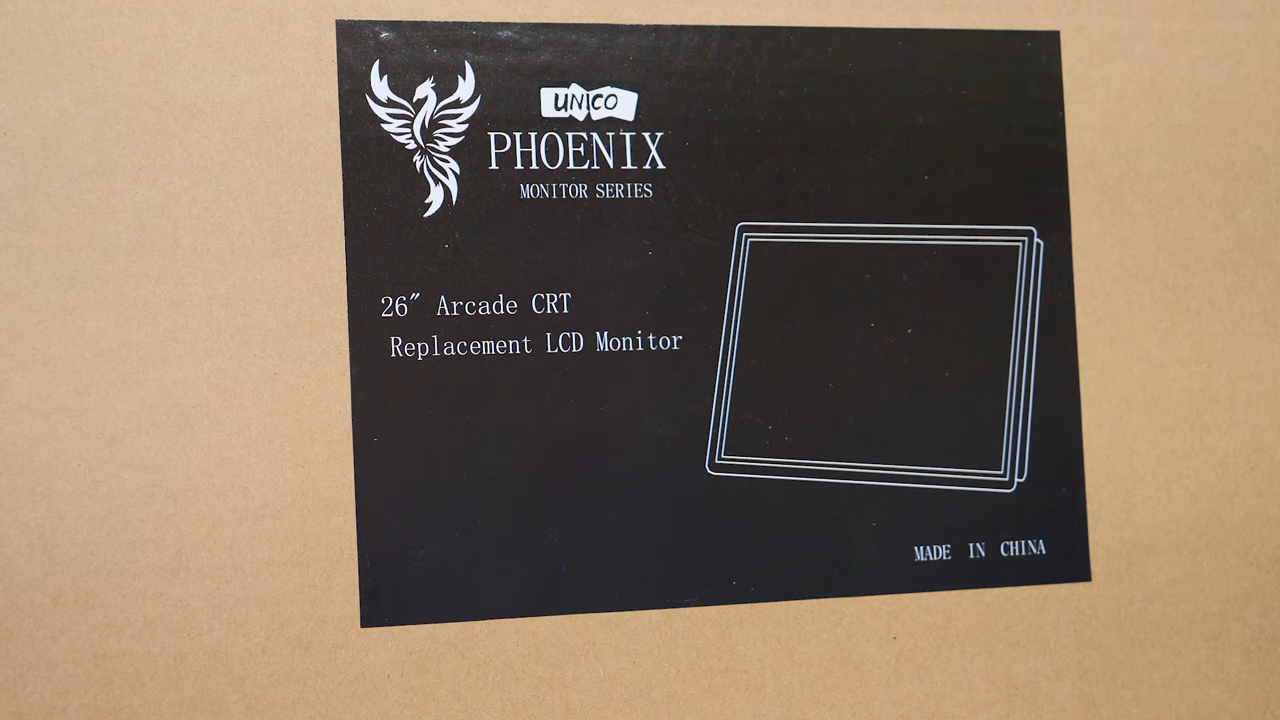 UNICO
PHOENIX
MONITOR SERIES
26″ Arcade CRT
Replacement LCD Monitor
MADE IN CHINA